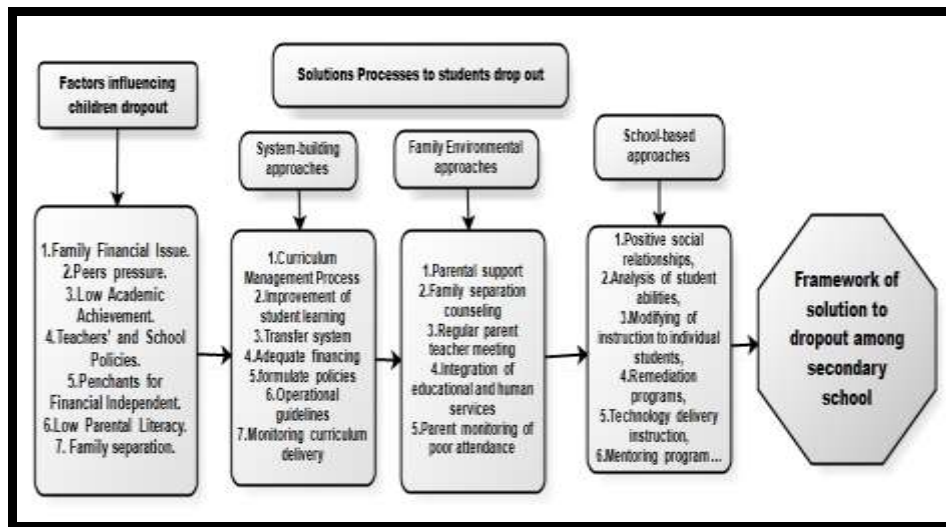 Factors influencing
children dropout
Solutions Processes to students drop out
System-building
approaches
Family Environmental
approaches
School-based
approaches
1.Family Financial Issue.
2.Peers pressure.
3.Low Academic
Achievement.
4.Teachers' and School
Policies.
5.Penchants for
Financial Independent.
6.Low Parental Literacy.
7. Family separation.
1.Curriculum
Management Process
2.Improvement of
student learning
3.Transfer system
4.Adequate financing
5.formulate policies
6.Operational
guidelines
7.Monitoring curriculum
delivery
1.Parental support
2.Family separation
counseling
3.Regular parent
teacher meeting
4.Integration of
educational and human
services
5.Parent monitoring of
poor attendance
1.Positive social
relationships,
2.Analysis of student
abilities,
3.Modifying of
instruction to individual
students,
4.Remediation
programs,
5.Technology delivery
instruction,
6.Mentoring program...
Framework of
solution to
dropout among
secondary
school